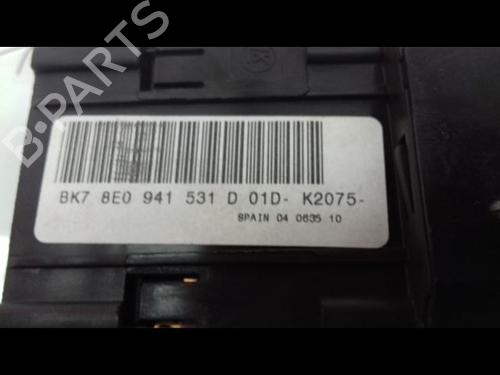 K
BK7 8E0 941 531 D 01D- K2075-
SPAIN 04 0635 10
B-PARTS